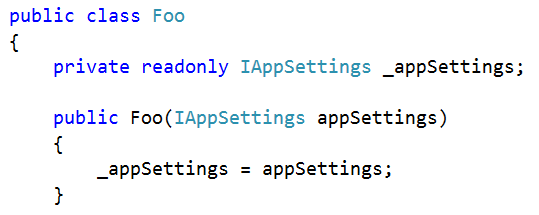 public class Foo
{
    private readonly IAppSettings _appSettings;

    public Foo(IAppSettings appSettings)
    {
        _appSettings = appSettings;
    }